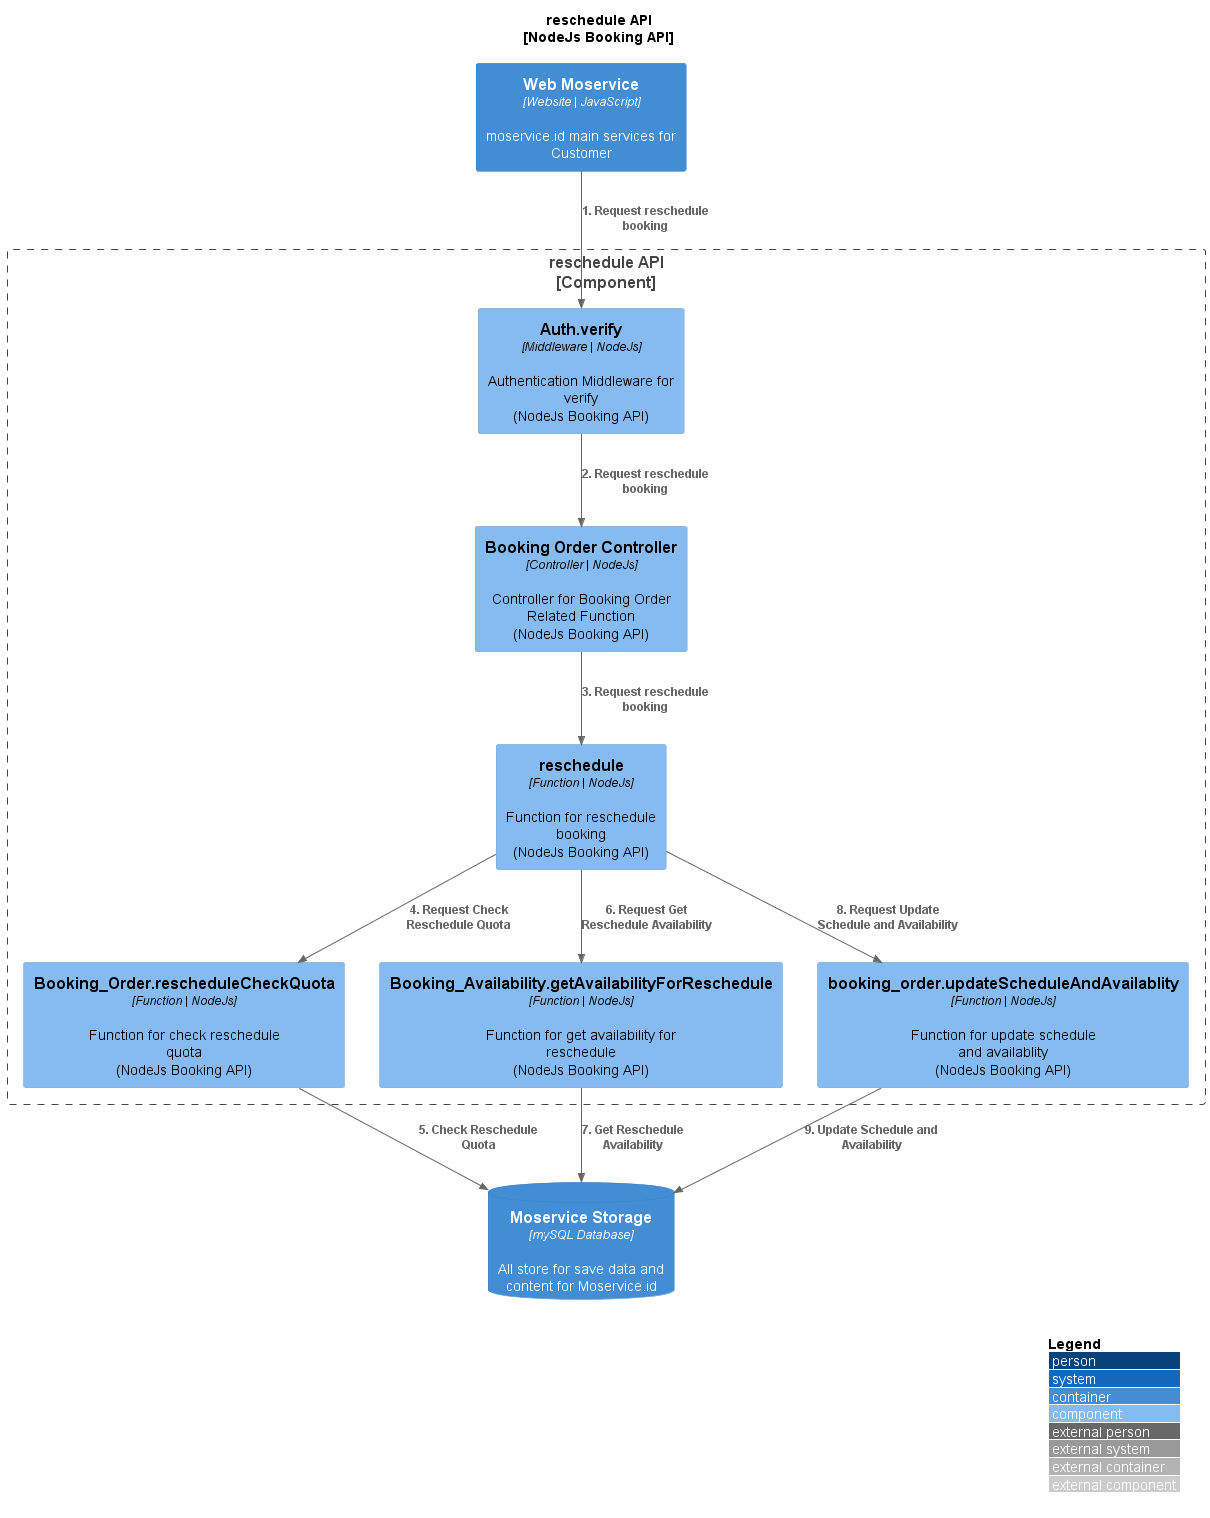 reschedule API
[NodeJs Booking API]
Web Moservice
[Website | JavaScript]
moservice.id main services for
Customer
1. Request reschedule
booking
reschedule API
[Component]
Auth.verify
[Middleware | NodeJs]
Authentication Middleware for
verify
(NodeJs Booking API)
2. Request reschedule
booking
Booking Order Controller
[Controller | NodeJs]
Controller for Booking Order
Related Function
(NodeJs Booking API)
3. Request reschedule
booking
reschedule
[Function | NodeJs]
Function for reschedule
booking
(NodeJs Booking API)
4. Request Check
Reschedule Quota
6. Request Get
Reschedule Availability
8. Request Update
Schedule and Availability
Booking_Order.rescheduleCheckQuota
[Function | NodeJs]
Function for check reschedule
quota
(NodeJs Booking API)
Booking_Availability.getAvailabilityForReschedule
[Function | NodeJs]
Function for get availability for
reschedule
(NodeJs Booking API)
booking_order.updateScheduleAndAvailablity
[Function | NodeJs]
Function for update schedule
and availablity
(NodeJs Booking API)
5. Check Reschedule
Quota
7. Get Reschedule
Availability
9. Update Schedule and
Availability
Moservice Storage
[mySQL Database]
All store for save data and
content for Moservice.id
Legend
person
system
container
component
external person
external system
external container
external component